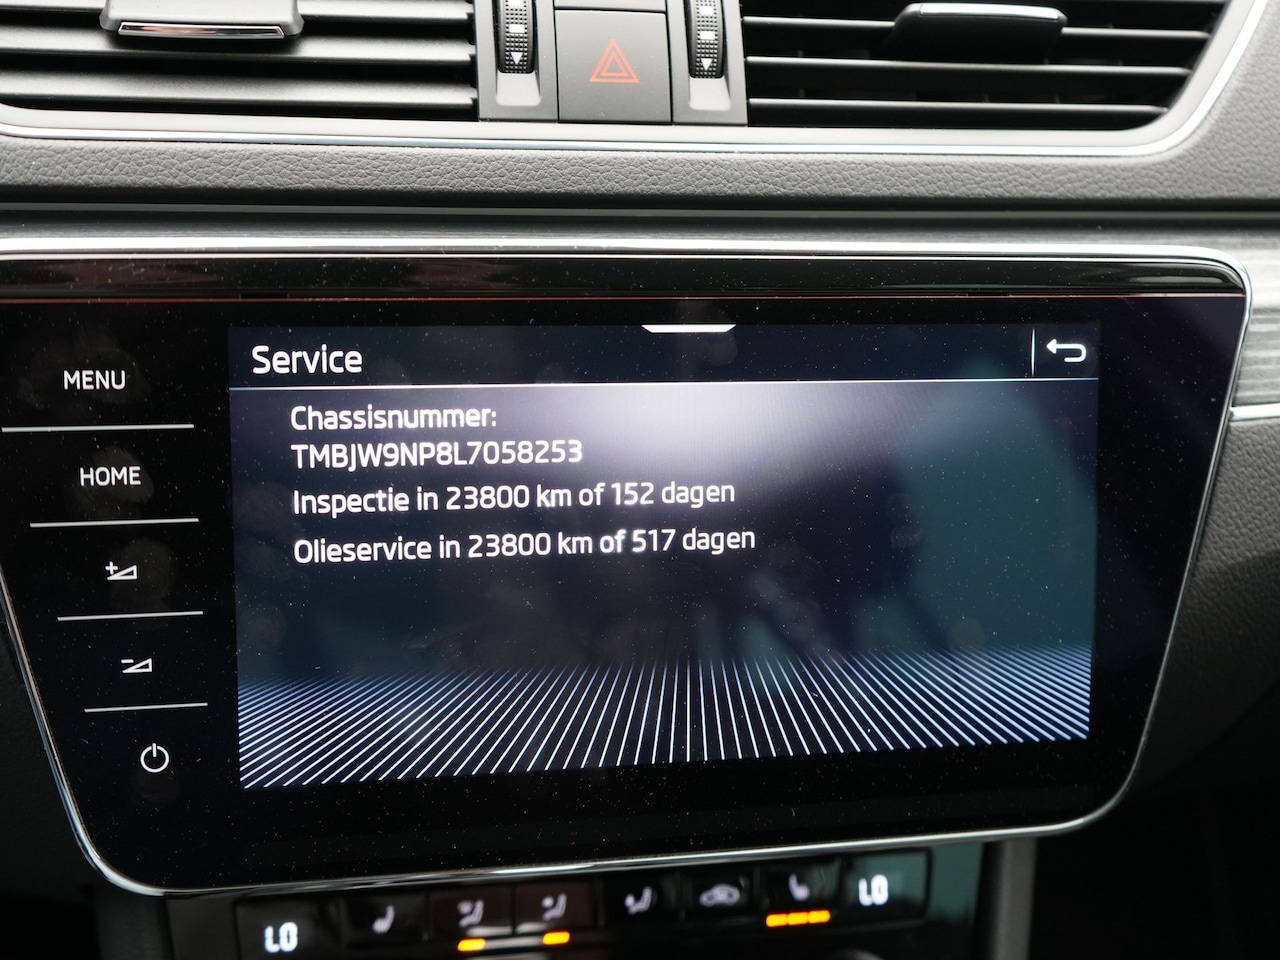 Service
MENU
Chassisnummer:
TMBJW9NP8L7058253
HOME
Inspectie in 23800 km of 152 dagen
Olieservice in 23800 km of 517 dagen
LO
LO